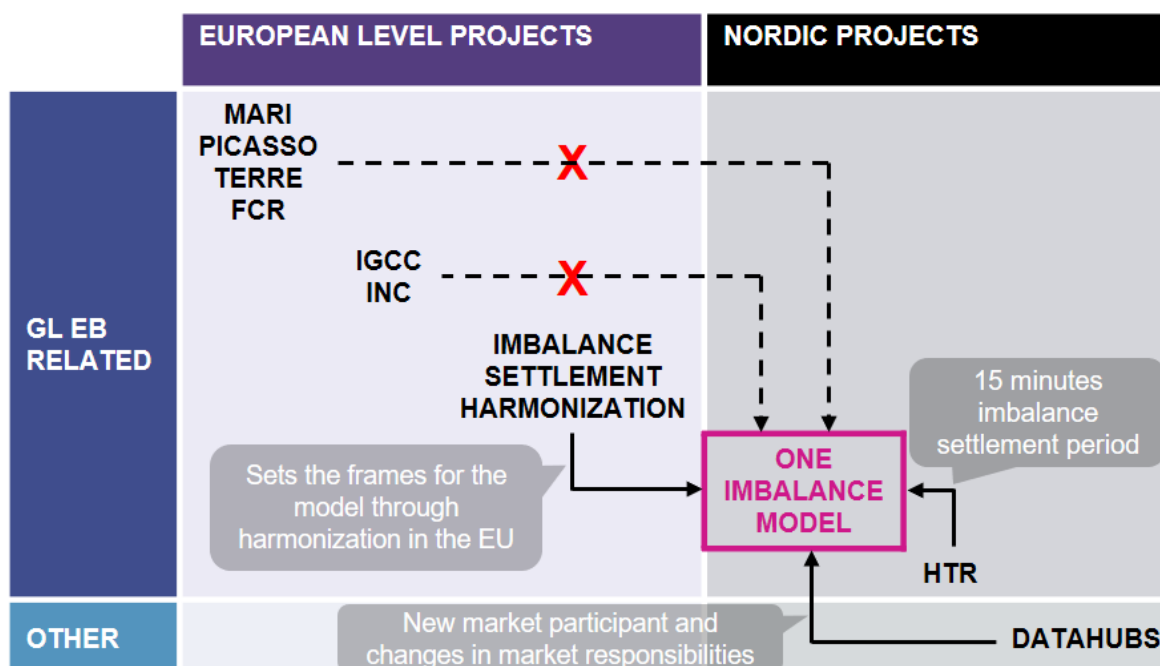 EUROPEAN LEVEL PROJECTS
NORDIC PROJECTS
GL EB
RELATED
MARI
PICASSO
TERRE
FCR
X
IGCC
INC
X
IMBALANCE
SETTLEMENT
HARMONIZATION
15 minutes
imbalance
settlement period
Sets the frames for the
model through
harmonization in the EU
ONE
IMBALANCE
MODEL
HTR
OTHER
New market participant and
changes in market responsibilities
DATAHUBS